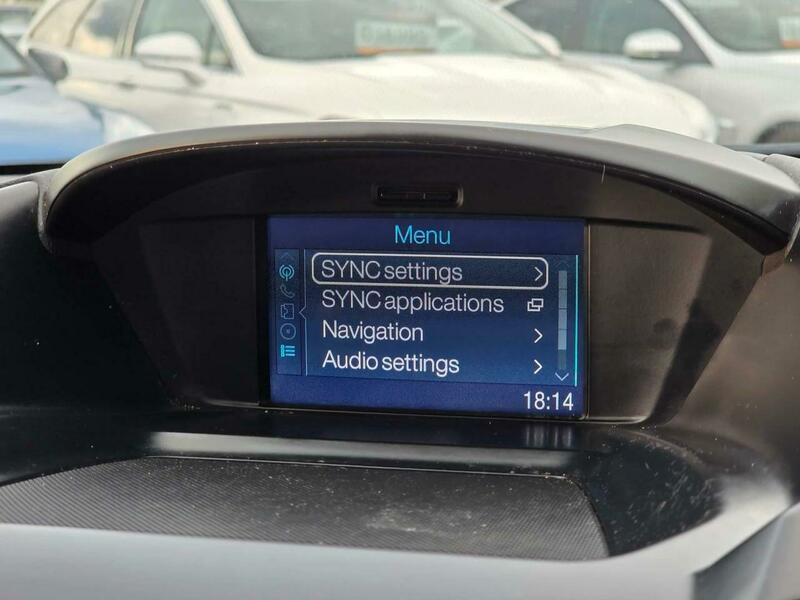 Menu
SYNC settings
SYNC applications
Navigation
Audio settings
18:14